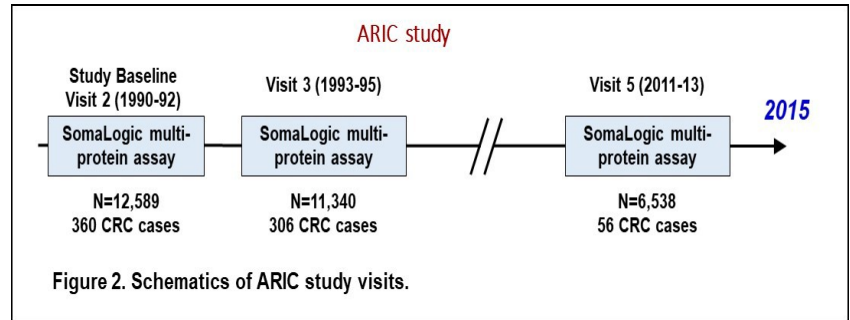 ARIC study
Study Baseline
Visit 2 (1990-92)
SomaLogic multi-
protein assay
N=12,589
360 CRC cases
Visit 3 (1993-95)
SomaLogic multi-
protein assay
N=11,340
306 CRC cases
Visit 5 (2011-13)
SomaLogic multi-
protein assay
N=6,538
56 CRC cases
2015
Figure 2. Schematics of ARIC study visits.